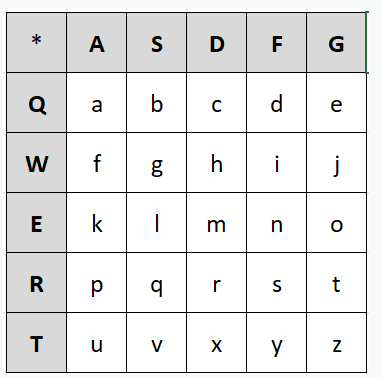 * A S D F G
Q a b c d e
W f g h i j
E k l m n o
R p q r s t
T u v x y z